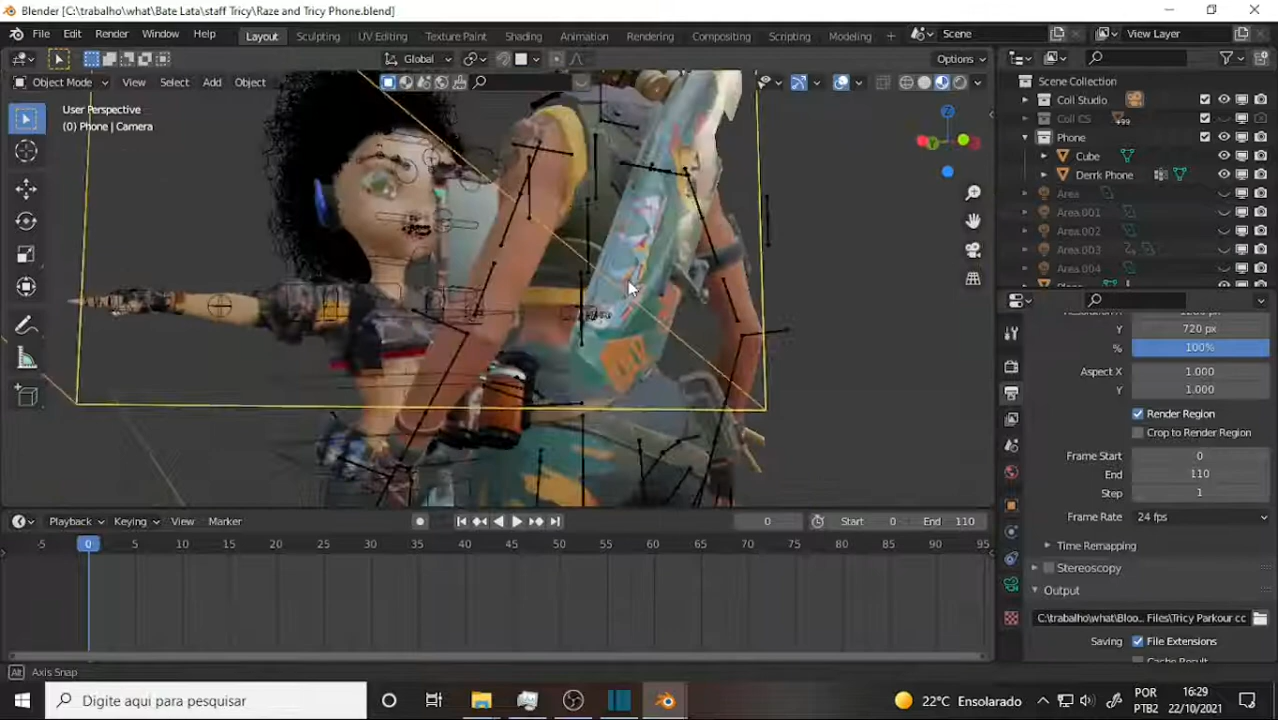 Blender [C:\trabalho\what\Bate Lata\staff Tricy\Raze and Tricy Phone.blend]
File Edit Render Window Help Layout Sculpting UV Editing Texture Paint Shading Animation Rendering Compositing Scripting Modeling + Scene View Layer
Global Options
Object Mode View Select Add Object
User Perspective
(0) Phone | Camera
Z
Y
Scene Collection
Coll Studio
Coll CS
99
Phone
Cube
Derrk Phone
Area
Area.001
Area.002
Area.003
Area.004
Y 720 px
% 100%
Aspect X 1.000
Y 1.000
Render Region
Crop to Render Region
Frame Start 0
End 110
Step 1
Frame Rate 24 fps
Time Remapping
Stereoscopy
Output
C:\trabalho\what\Bloo... Files\Tricy Parkour cc
Saving File Extensions
Cache Result
Playback Keying View Marker 0 Start 0 End 110
-5 0 5 10 15 20 25 30 35 40 45 50 55 60 65 70 75 80 85 90 95
Alt Axis Snap
Digite aqui para pesquisar
22°C Ensolarado
POR
PTB2
16:29
22/10/2021